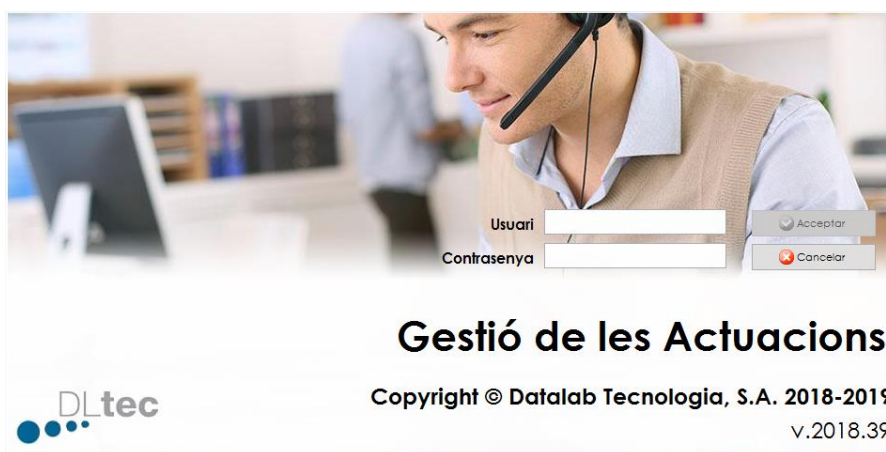 Usuari
Acceptar
Contrasenya
Cancelar
Gestió de les Actuacions
DLtec
Copyright © Datalab Tecnologia, S.A. 2018-2019
v.2018.39